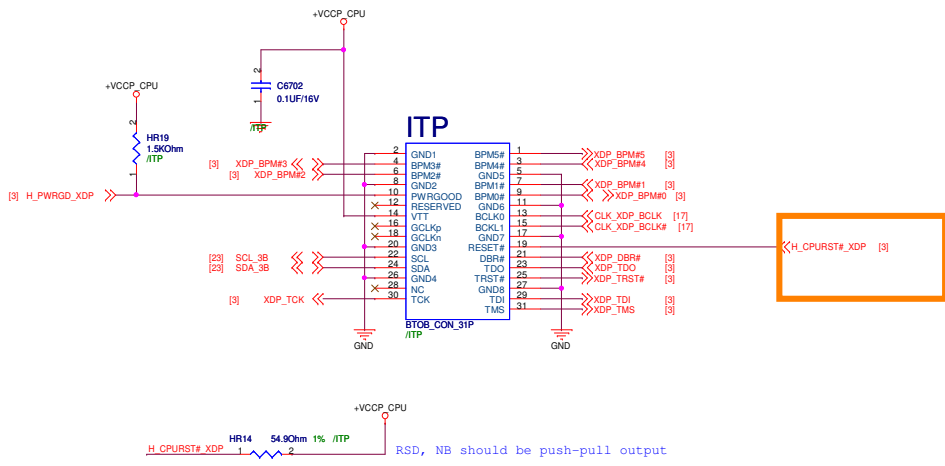 +VCCP_CPU
2
C6702
0.1UF/16V
1
/ITP
+VCCP_CPU
2
HR19
1.5KOhm
/ITP
1
ITP
2 GND1 BPM5# 1 XDP_BPM#5 [3]
[3] XDP_BPM#3 4 BPM3# BPM4# 3 XDP_BPM#4 [3]
[3] XDP_BPM#2 6 BPM2# GND5 5
8 GND2 BPM1# 7 XDP_BPM#1 [3]
[3] H_PWRGD_XDP 10 PWRGOOD BPM0# 9 XDP_BPM#0 [3]
12 RESERVED GND6 11
14 VTT BCLK0 13 CLK_XDP_BCLK [17]
16 GCLKp BCKL1 15 CLK_XDP_BCLK# [17]
18 GCLKn GND7 17
20 GND3 RESET# 19 H_CPURST#_XDP [3]
[23] SCL_3B 22 SCL DBR# 21 XDP_DBR# [3]
[23] SDA_3B 24 SDA TDO 23 XDP_TDO [3]
26 GND4 TRST# 25 XDP_TRST# [3]
28 NC GND8 27
[3] XDP_TCK 30 TCK TDI 29 XDP_TDI [3]
TMS 31 XDP_TMS [3]
BTOB_CON_31P
/ITP
GND
GND
+VCCP_CPU
H_CPURST#_XDP 1 HR14 54.9Ohm 1% /ITP 2
RSD, NB should be push-pull output